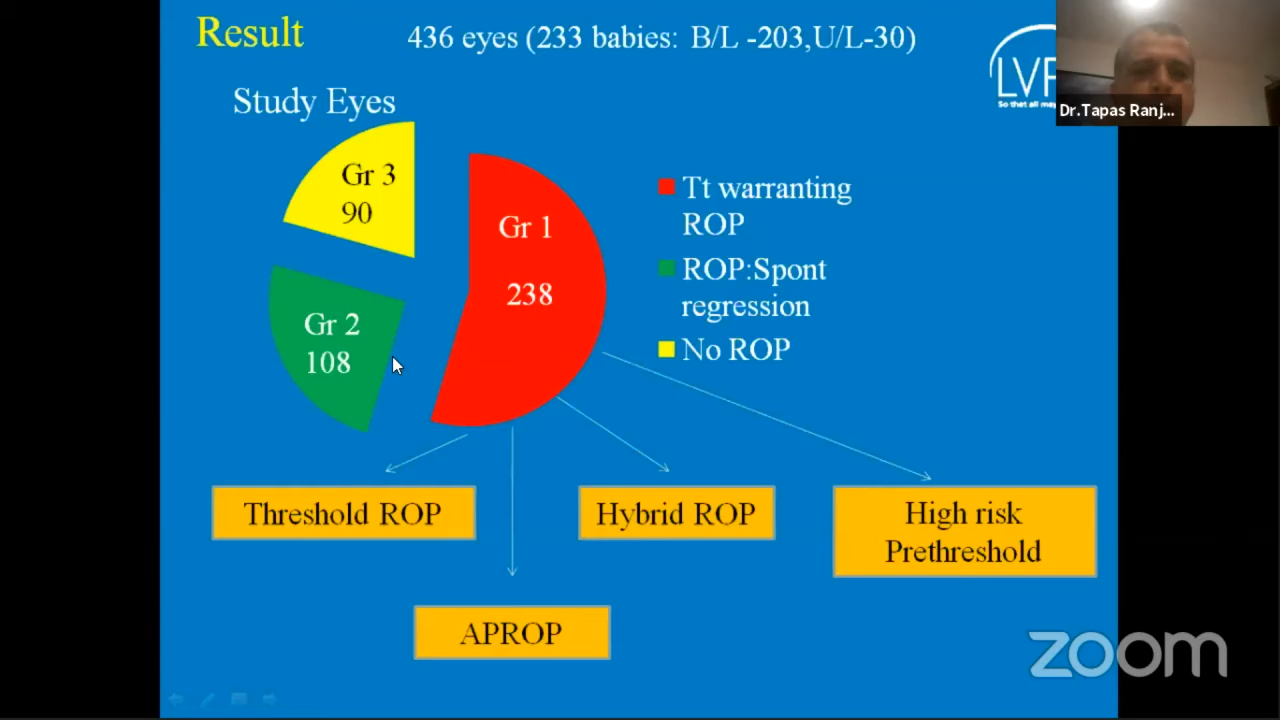 Result
436 eyes (233 babies: B/L -203,U/L-30)
LVP
So that all may
Dr.Tapas Ranj...
Study Eyes
Gr 3
90
Gr 1
238
Gr 2
108
Tt warranting
ROP
ROP:Spont
regression
No ROP
Threshold ROP
Hybrid ROP
High risk
Prethreshold
APROP
zoom